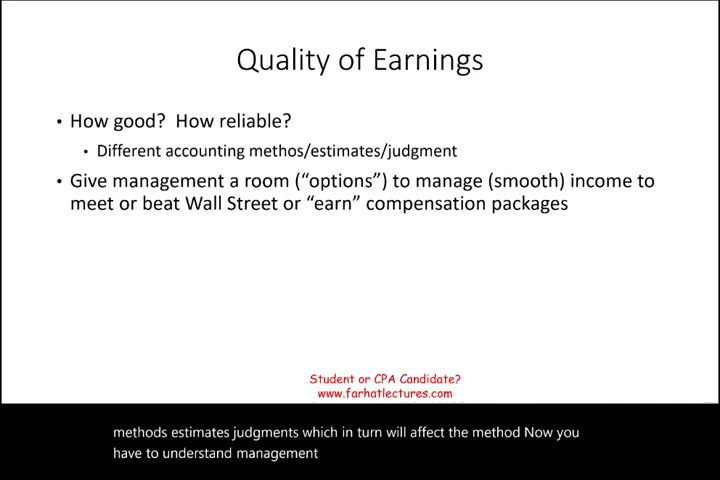 Quality of Earnings
• How good? How reliable?
• Different accounting methos/estimates/judgment
• Give management a room (“options”) to manage (smooth) income to
meet or beat Wall Street or “earn” compensation packages
Student or CPA Candidate?
www.farhatlectures.com
methods estimates judgments which in turn will affect the method Now you
have to understand management